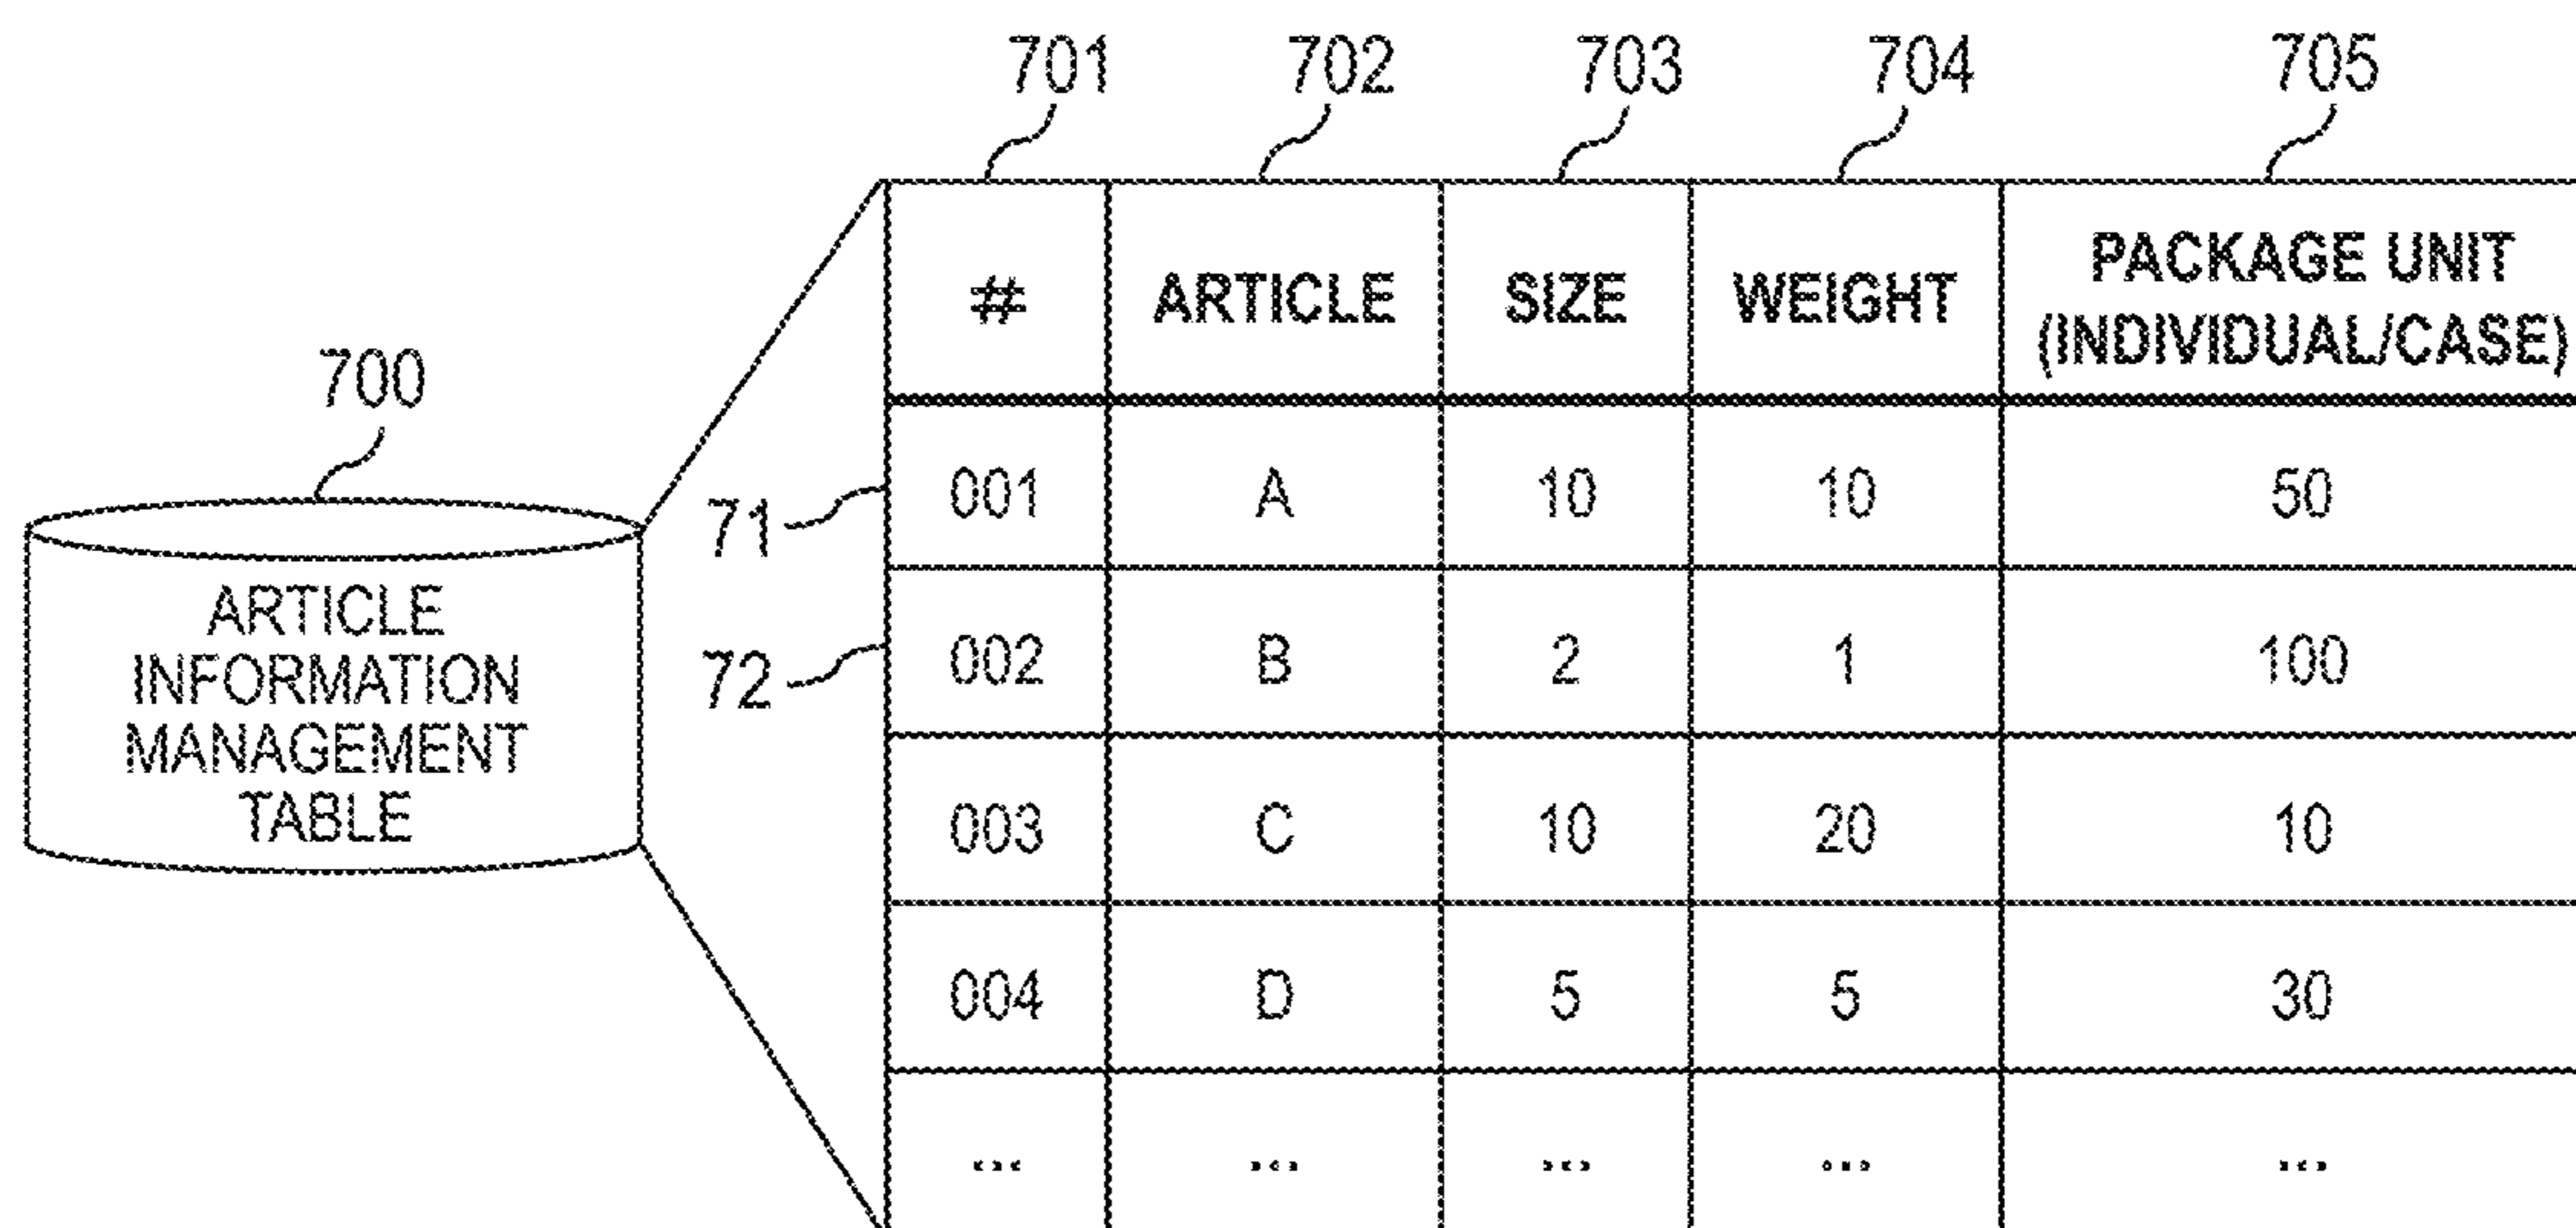 701 702 703 704 705
# ARTICLE SIZE WEIGHT PACKAGE UNIT
(INDIVIDUAL/CASE)
700
71 001 A 10 10 50
72 002 B 2 1 100
003 C 10 20 10
004 D 5 5 30
... ... ... ... ...
ARTICLE
INFORMATION
MANAGEMENT
TABLE